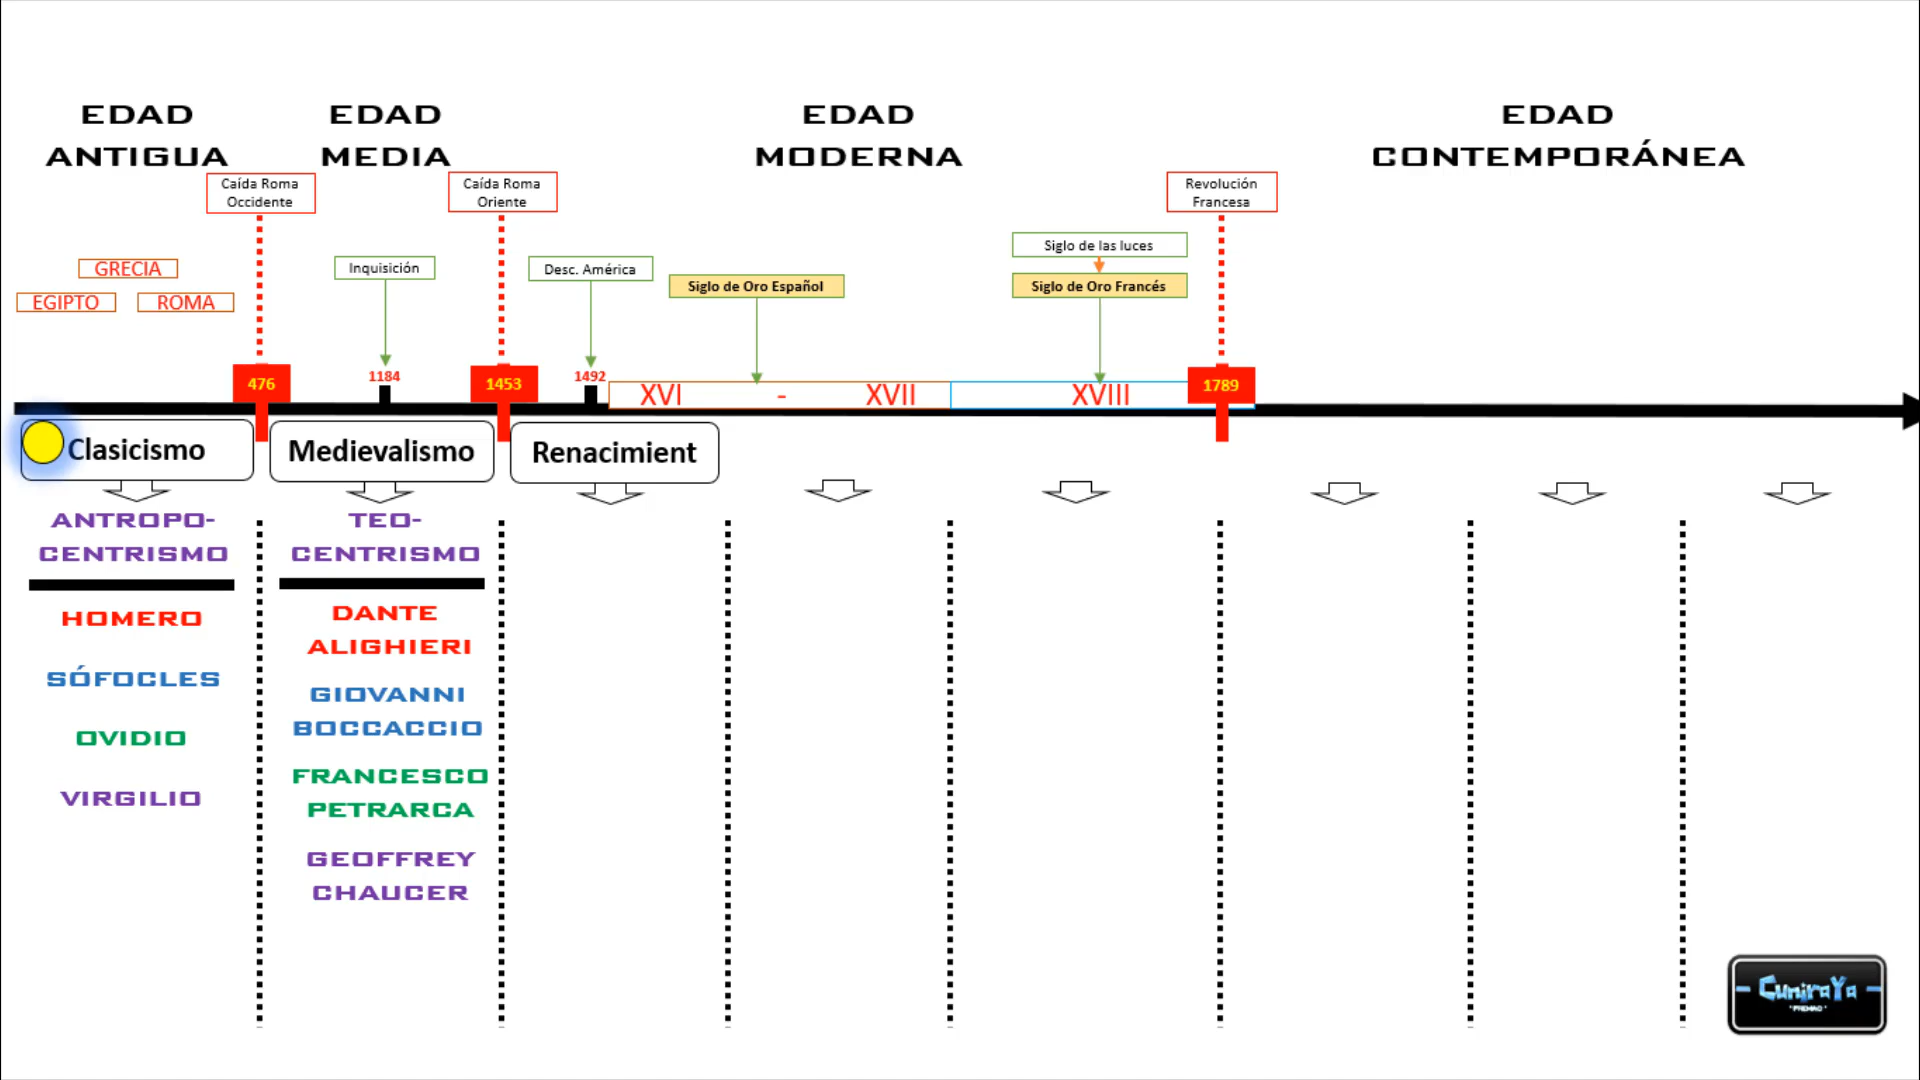 EDAD
ANTIGUA
EDAD
MEDIA
EDAD
MODERNA
EDAD
CONTEMPORÁNEA
Caída Roma
Occidente
Caída Roma
Oriente
Revolución
Francesa
GRECIA
EGIPTO
ROMA
Inquisición
Desc. América
Siglo de Oro Español
Siglo de las luces
Siglo de Oro Francés
476
1184
1453
1492
XVI - XVII
XVIII
1789
Clasicismo
Medievalismo
Renacimient
ANTROPO-
CENTRISMO
HOMERO
SÓFOCLES
OVIDIO
VIRGILIO
TEO-
CENTRISMO
DANTE
ALIGHIERI
GIOVANNI
BOCCACCIO
FRANCESCO
PETRARCA
GEOFFREY
CHAUCER
- CuniraYa -